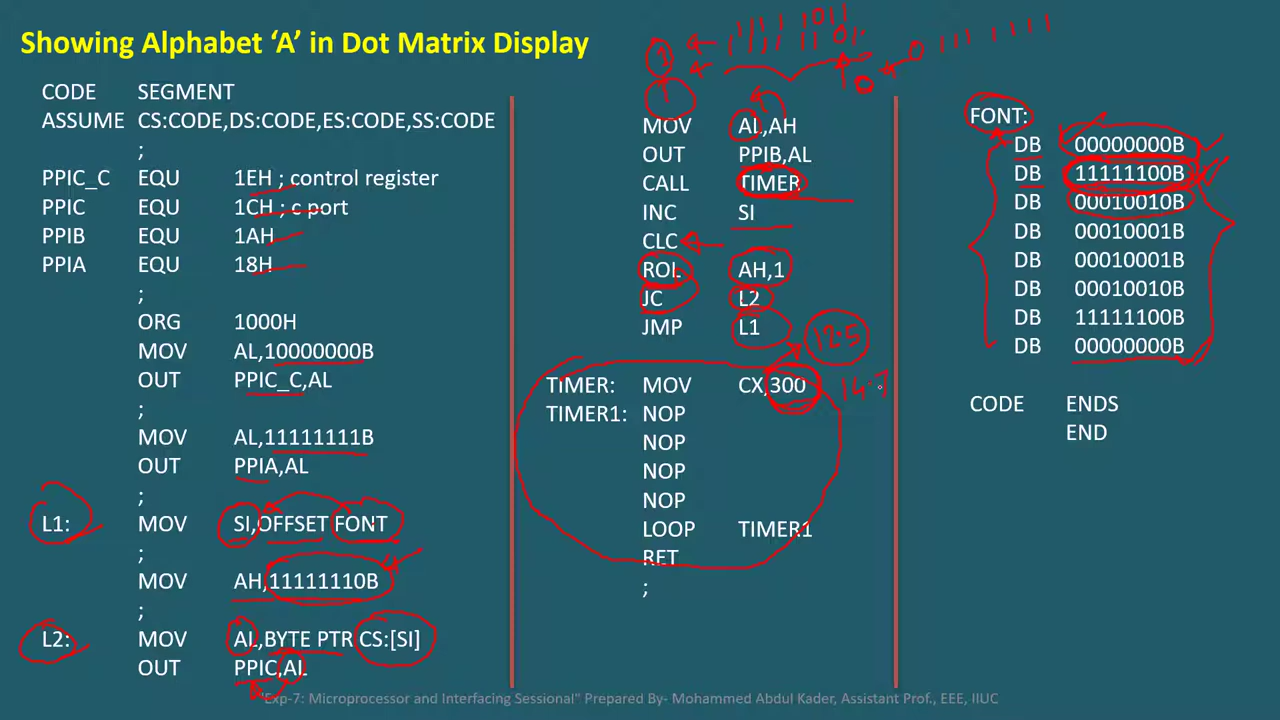 Showing Alphabet ‘A’ in Dot Matrix Display
CODE SEGMENT
ASSUME CS:CODE,DS:CODE,ES:CODE,SS:CODE
;
PPIC_C EQU 1EH ; control register
PPIC EQU 1CH ; c port
PPIB EQU 1AH
PPIA EQU 18H
;
ORG 1000H
MOV AL,10000000B
OUT PPIC_C,AL
;
MOV AL,11111111B
OUT PPIA,AL
;
L1: MOV SI,OFFSET FONT
;
MOV AH,11111110B
;
L2: MOV AL,BYTE PTR CS:[SI]
OUT PPIC,AL
MOV AL,AH
OUT PPIB,AL
CALL TIMER
INC SI
CLC
ROL AH,1
JC L2
JMP L1
12.5
TIMER: MOV CX,300 14.7
TIMER1: NOP
NOP
NOP
NOP
LOOP TIMER1
RET
;
FONT:
DB 00000000B
DB 11111100B
DB 00010010B
DB 00010001B
DB 00010001B
DB 00010010B
DB 11111100B
DB 00000000B
CODE ENDS
END
"Exp-7: Microprocessor and Interfacing Sessional" Prepared By- Mohammed Abdul Kader, Assistant Prof., EEE, IIUC